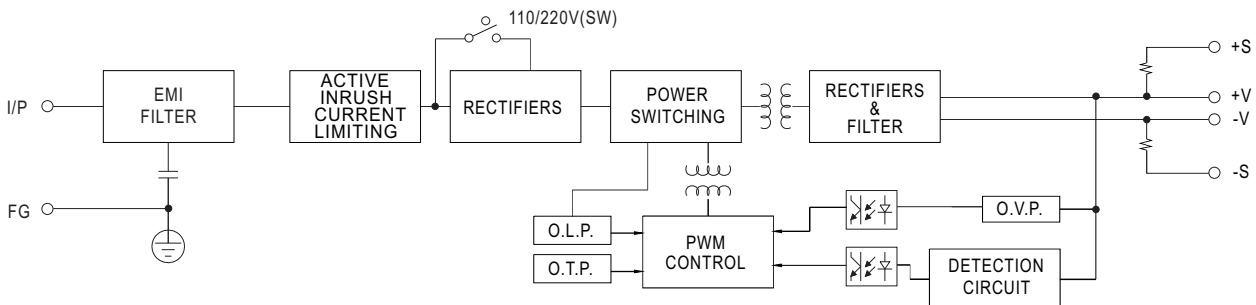 110/220V(SW)
+S
I/P
EMI
FILTER
ACTIVE
INRUSH
CURRENT
LIMITING
RECTIFIERS
POWER
SWITCHING
RECTIFIERS
&
FILTER
+V
-V
-S
FG
O.L.P.
O.T.P.
PWM
CONTROL
O.V.P.
DETECTION
CIRCUIT